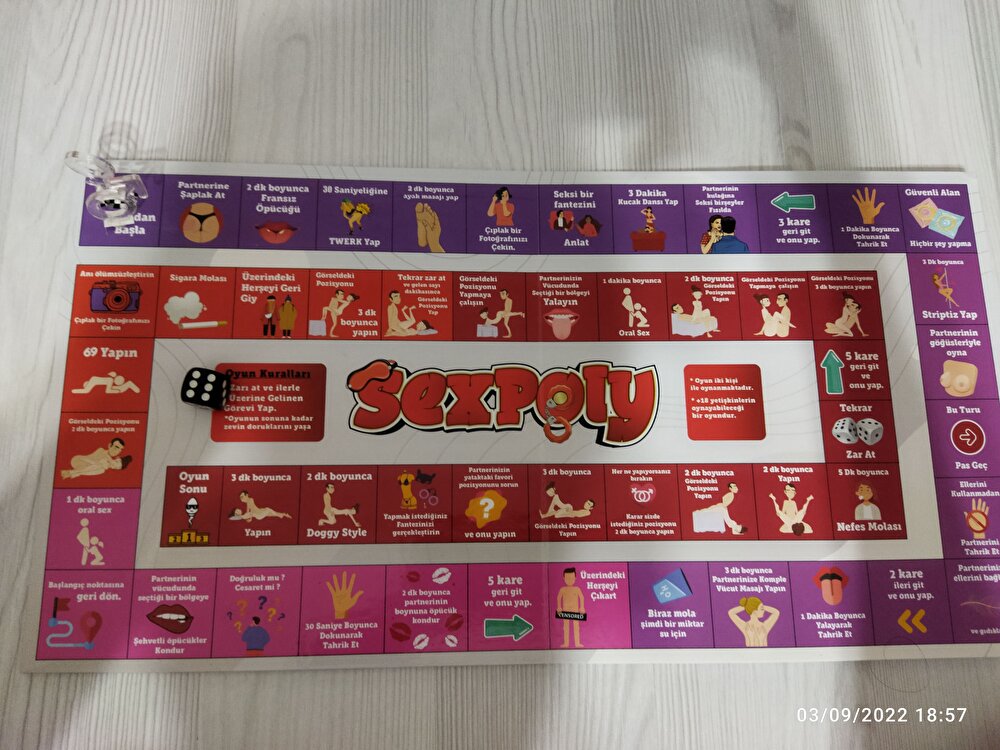 Başla
Partnerine
Şaplak At
2 dk boyunca
Fransız
Öpücüğü
30 Saniyeliğine
TWERK Yap
2 dk boyunca
ayak masajı yap
Çıplak bir
Fotoğrafınızı
Çekin.
Seksi bir
fantezini
Anlat
3 Dakika
Kucak Dansı Yap
Partnerinin
kulağına
Seksi birşeyler
Fısılda
3 kare
geri git
ve onu yap.
1 Dakika Boyunca
Dokunarak
Tahrik Et
Güvenli Alan
Hiçbir şey yapma
3 Dk boyunca
Striptiz Yap
Partnerinin
göğüsleriyle
oyna
Bu Turu
Pas Geç
Ellerini
Kullanmadan
Partnerini
Tahrik Et
ellerini
2 kare
ileri git
ve onu yap.
1 Dakika Boyunca
Yalayarak
Tahrik Et
3 dk boyunca
Partnerinize Komple
Vücut Masajı Yapın
Biraz mola
şimdi bir miktar
su için
Üzerindeki
Herşeyi
Çıkart
CENSORED
5 kare
geri git
ve onu yap.
2 dk boyunca
partnerinin
boynuna öpücük
kondur
30 Saniye Boyunca
Dokunarak
Tahrik Et
Doğruluk mu ?
Cesaret mi ?
Partnerinin
vücudunda
seçtiği bir bölgeye
Şehvetli öpücükler
Kondur
Başlangıç noktasına
geri dön.
1 dk boyunca
oral sex
Görseldeki Pozisyonu
2 dk boyunca yapın
69 Yapın
Anı ölümsüzleştirin
Çıplak bir Fotoğrafınızı
Çekin
Sigara Molası
Üzerindeki
Herşeyi Geri
Giy
Görseldeki
Pozisyonu
3 dk
boyunca
yapın
Tekrar zar at
ve gelen sayı
dakikasınca
Görseldeki
Pozisyonu
Yap
Görseldeki
Pozisyonu
Yapmaya
çalışın
Partnerinizin
Vücudunda
Seçtiği bir bölgeyi
Yalayın
1 dakika boyunca
Oral Sex
2 dk boyunca
Görseldeki
Pozisyonu
Yapın
Görseldeki Pozisyonu
Yapmaya çalışın
Görseldeki Pozisyonu
3 dk boyunca yapın
5 kare
geri git
ve
onu yap.
Tekrar
Zar At
5 Dk boyunca
Nefes Molası
2 dk boyunca
Yapın
2 dk boyunca
Görseldeki
Pozisyonu
Yapın
Her ne yapıyorsanız
bırakın
Karar sizde
istediğiniz pozisyonu
2 dk boyunca yapın
3 dk boyunca
Görseldeki Pozisyonu
Yapın
Partnerinizin
yataktaki favori
pozisyonunu sorun
?
ve onu yapın
Yapmak istediğiniz
Fantezinizi
gerçekleştirin
2 dk boyunca
Doggy Style
3 dk boyunca
Yapın
Oyun
Sonu
Oyun Kuralları
Zarı at ve ilerle
Üzerine Gelinen
Görevi Yap.
*Oyunun sonuna kadar
zevin doruklarını yaşa
Sexpoly
* Oyun iki kişi
ile oynanmaktadır.
* +18 yetişkinlerin
oynayabileceği
bir oyundur.
03/09/2022 18:57